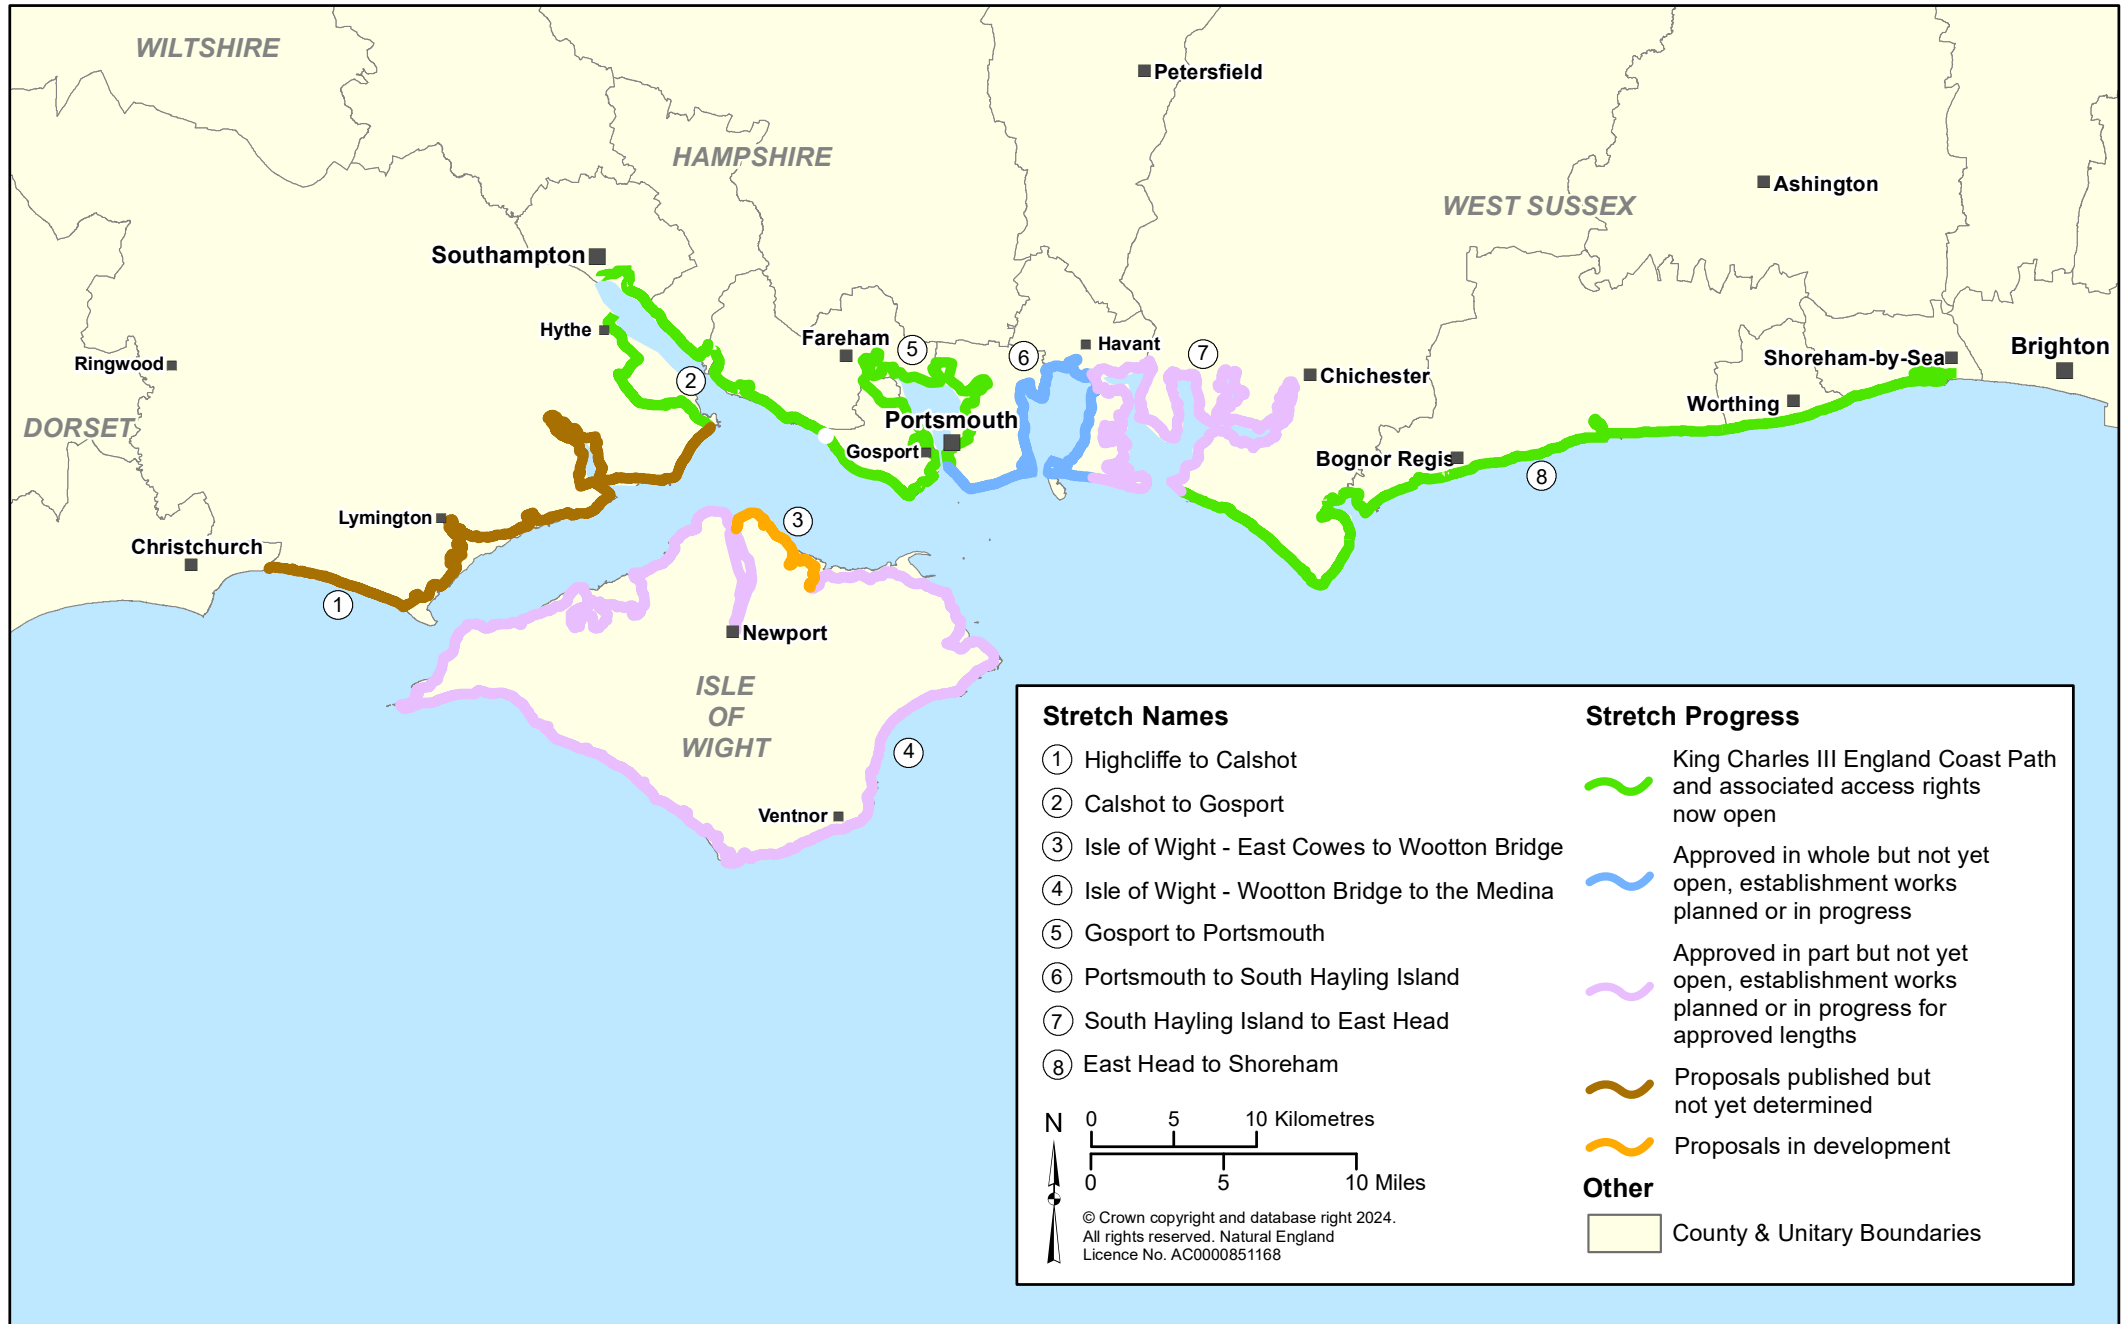 WILTSHIRE
Petersfield
HAMPSHIRE
Ashington
WEST SUSSEX
Southampton
Hythe
Fareham
5
6
Havant
7
Brighton
Ringwood
2
Chichester
Shoreham-by-Sea
Worthing
DORSET
Portsmouth
Gosport
Bognor Regis
8
Lymington
3
Christchurch
1
Newport
ISLE
OF
WIGHT
4
Ventnor
Stretch Names
1 Highcliffe to Calshot
2 Calshot to Gosport
3 Isle of Wight - East Cowes to Wootton Bridge
4 Isle of Wight - Wootton Bridge to the Medina
5 Gosport to Portsmouth
6 Portsmouth to South Hayling Island
7 South Hayling Island to East Head
8 East Head to Shoreham
N
0 5 10 Kilometres
0 5 10 Miles
© Crown copyright and database right 2024.
All rights reserved. Natural England
Licence No. AC0000851168
Stretch Progress
King Charles III England Coast Path
and associated access rights
now open
Approved in whole but not yet
open, establishment works
planned or in progress
Approved in part but not yet
open, establishment works
planned or in progress for
approved lengths
Proposals published but
not yet determined
Proposals in development
Other
County & Unitary Boundaries